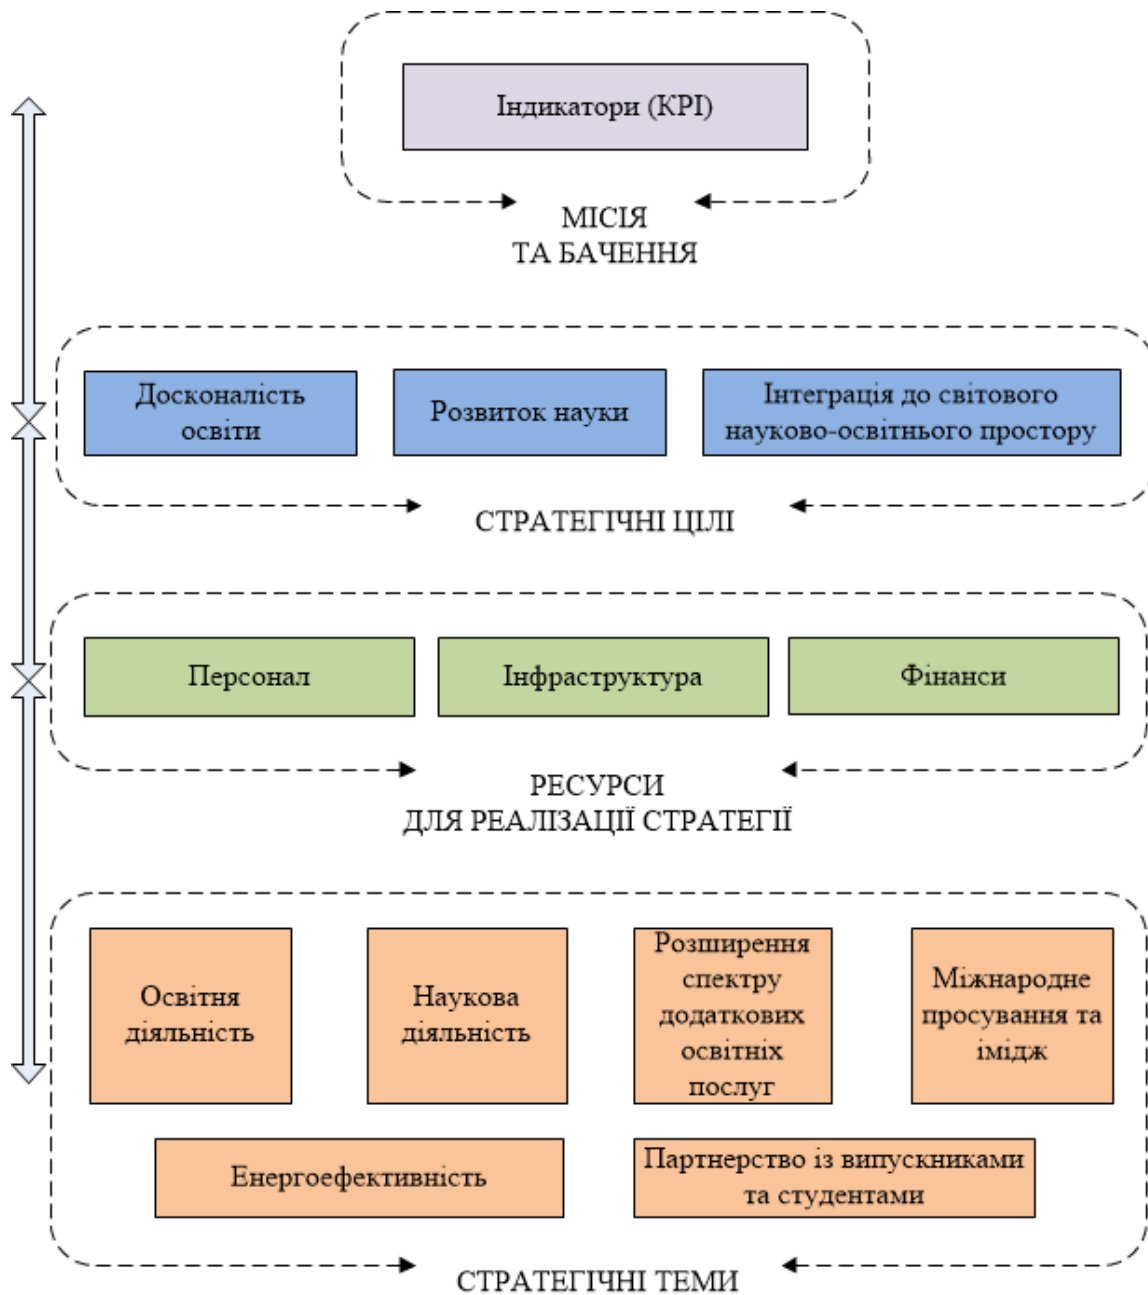 Індикатори (КРІ)
МІСІЯ
ТА БАЧЕННЯ
Досконалість
освіти
Розвиток науки
Інтеграція до світового
науково-освітнього простору
СТРАТЕГІЧНІ ЦІЛІ
Персонал
Інфраструктура
Фінанси
РЕСУРСИ
ДЛЯ РЕАЛІЗАЦІЇ СТРАТЕГІЇ
Освітня
діяльність
Наукова
діяльність
Розширення
спектру
додаткових
освітніх
послуг
Міжнародне
просування та
імідж
Енергоефективність
Партнерство із випускниками
та студентами
СТРАТЕГІЧНІ ТЕМИ